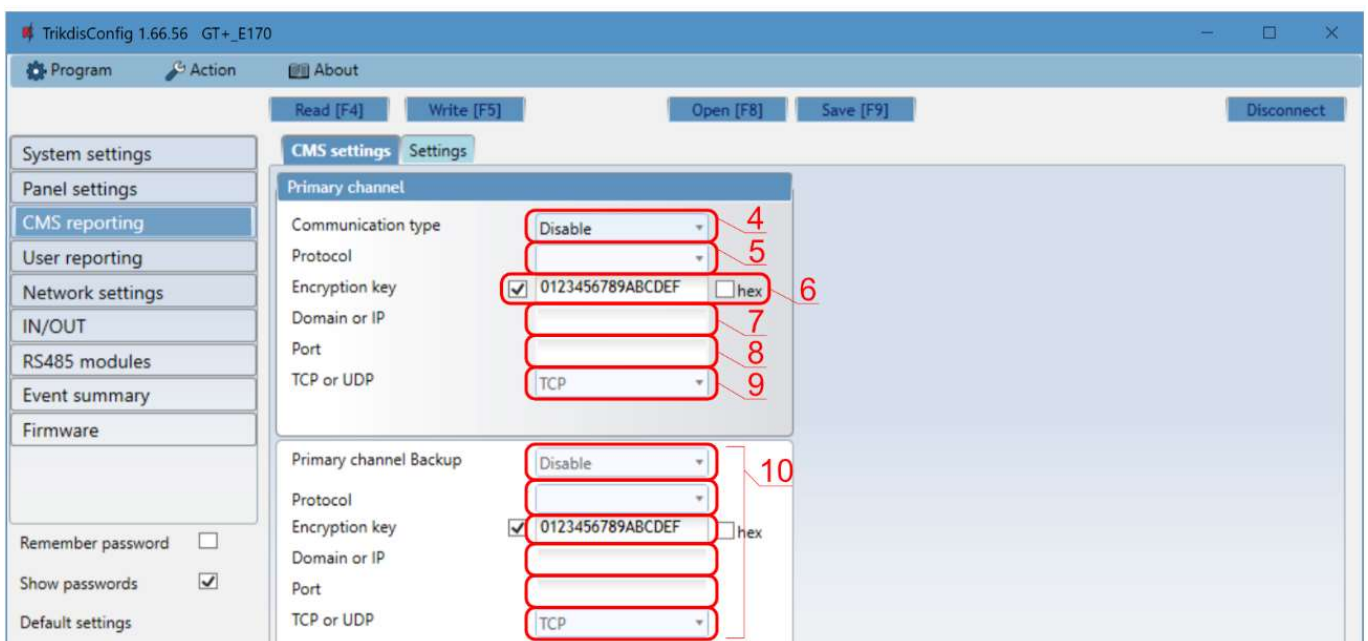 TrikdisConfig 1.66.56 GT+_E170
Program Action About
Read [F4] Write [F5] Open [F8] Save [F9] Disconnect
System settings
Panel settings
CMS reporting
User reporting
Network settings
IN/OUT
RS485 modules
Event summary
Firmware
Remember password
Show passwords
Default settings
CMS settings Settings
Primary channel
Communication type Disable 4
Protocol 5
Encryption key 0123456789ABCDEF hex 6
Domain or IP 7
Port 8
TCP or UDP TCP 9
Primary channel Backup Disable 10
Protocol
Encryption key 0123456789ABCDEF hex
Domain or IP
Port
TCP or UDP TCP